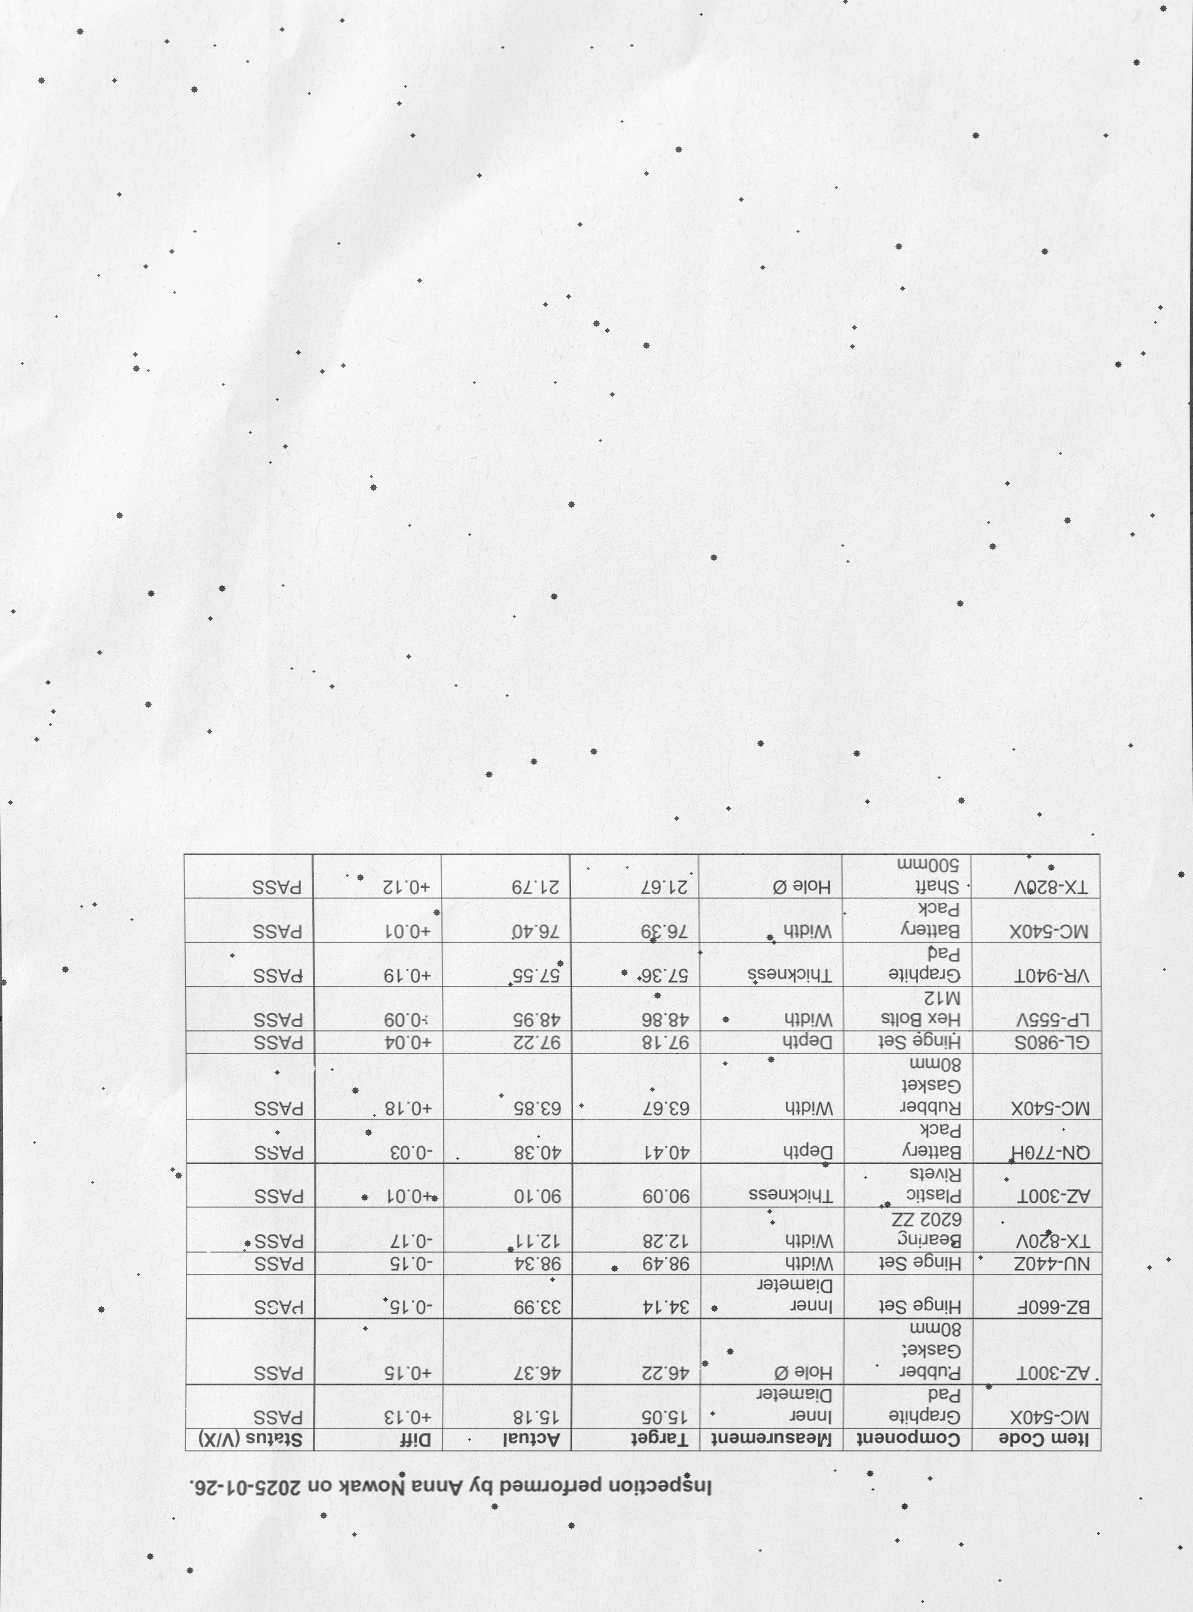 Inspection performed by Anna Nowak on 2025-01-26.
Item Code Component Measurement Target Actual Diff Status (V/X)
MC-540X Graphite Pad Inner Diameter 15.05 15.18 +0.13 PASS
AZ-300T Rubber Gasket 80mm Hole Ø 46.22 46.37 +0.15 PASS
BZ-660F Hinge Set Inner Diameter 34.14 33.99 -0.15 PASS
NU-440Z Hinge Set Width 98.49 98.34 -0.15 PASS
TX-820V Bearing 6202 ZZ Width 12.28 12.11 -0.17 PASS
AZ-300T Plastic Rivets Thickness 90.09 90.10 +0.01 PASS
QN-770H Battery Pack Depth 40.41 40.38 -0.03 PASS
MC-540X Rubber Gasket 80mm Width 63.67 63.85 +0.18 PASS
GL-980S Hinge Set Depth 97.18 97.22 +0.04 PASS
LP-555V Hex Bolts M12 Width 48.86 48.95 +0.09 PASS
VR-940T Graphite Pad Thickness 57.36 57.55 +0.19 PASS
MC-540X Battery Pack Width 76.39 76.40 +0.01 PASS
TX-820V Shaft 500mm Hole Ø 21.67 21.79 +0.12 PASS